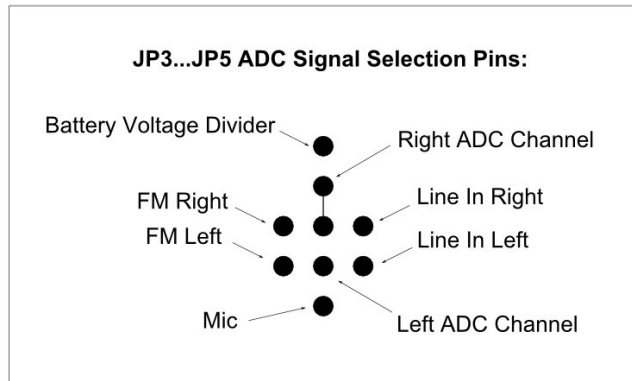 JP3...JP5 ADC Signal Selection Pins:
Battery Voltage Divider
Right ADC Channel
FM Right
Line In Right
FM Left
Line In Left
Mic
Left ADC Channel